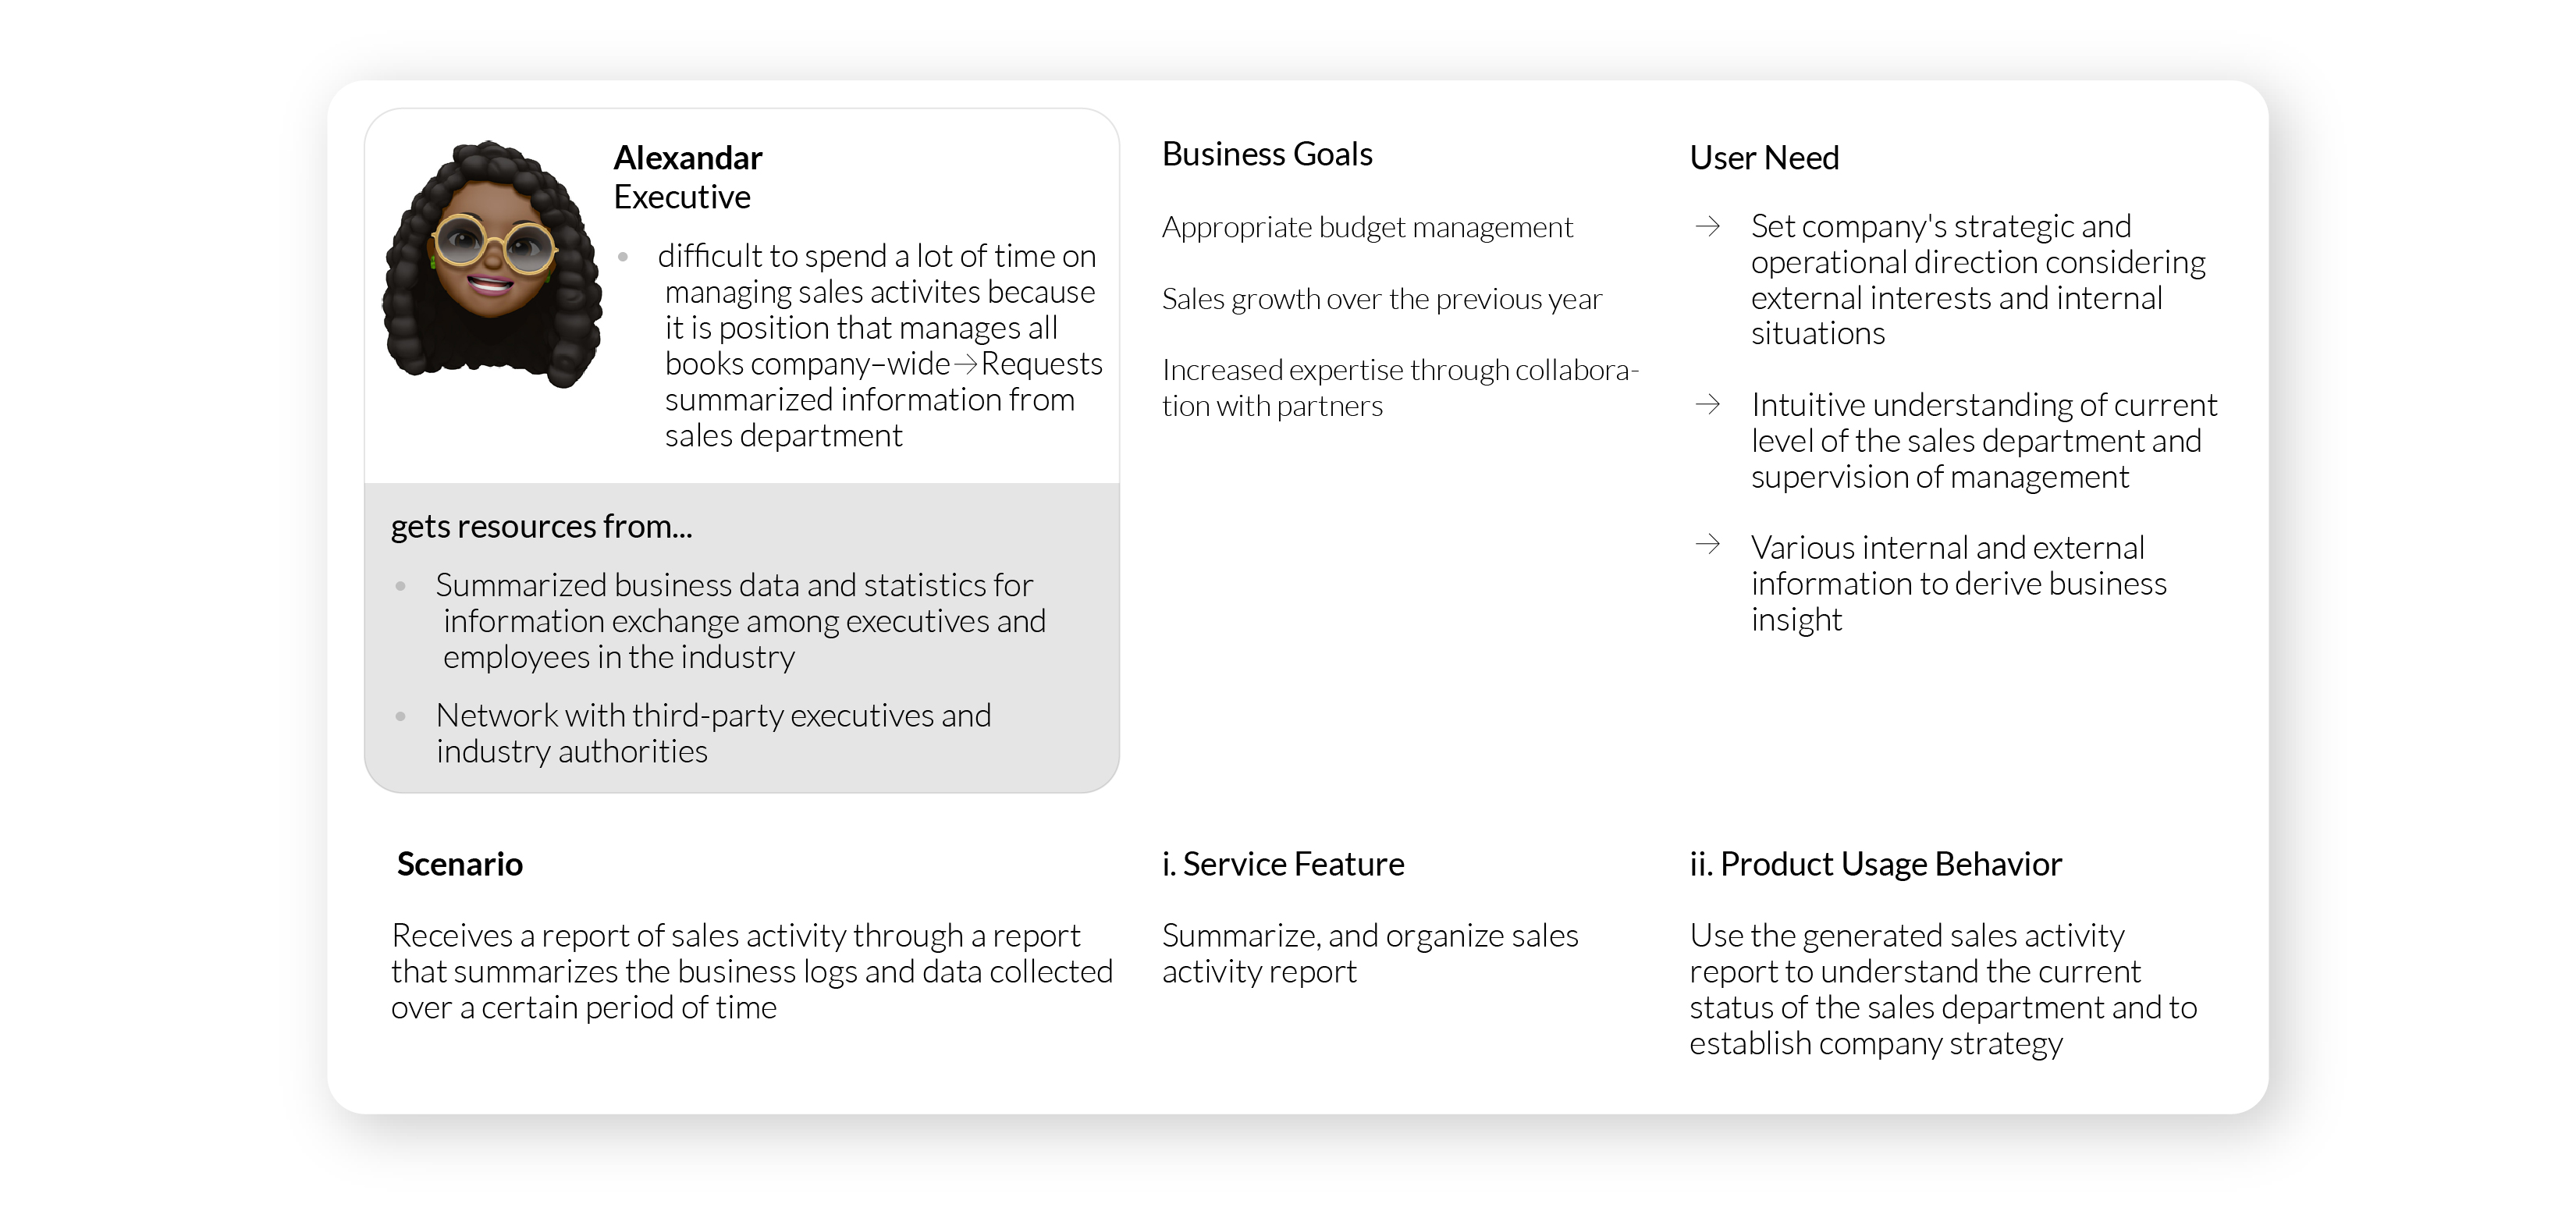 Alexandar
Executive
• difficult to spend a lot of time on
managing sales activites because
it is position that manages all
books company–wide→Requests
summarized information from
sales department
gets resources from...
• Summarized business data and statistics for
information exchange among executives and
employees in the industry
• Network with third-party executives and
industry authorities
Business Goals
Appropriate budget management
Sales growth over the previous year
Increased expertise through collabora-
tion with partners
User Need
→ Set company's strategic and
operational direction considering
external interests and internal
situations
→ Intuitive understanding of current
level of the sales department and
supervision of management
→ Various internal and external
information to derive business
insight
Scenario
Receives a report of sales activity through a report
that summarizes the business logs and data collected
over a certain period of time
i. Service Feature
Summarize, and organize sales
activity report
ii. Product Usage Behavior
Use the generated sales activity
report to understand the current
status of the sales department and to
establish company strategy